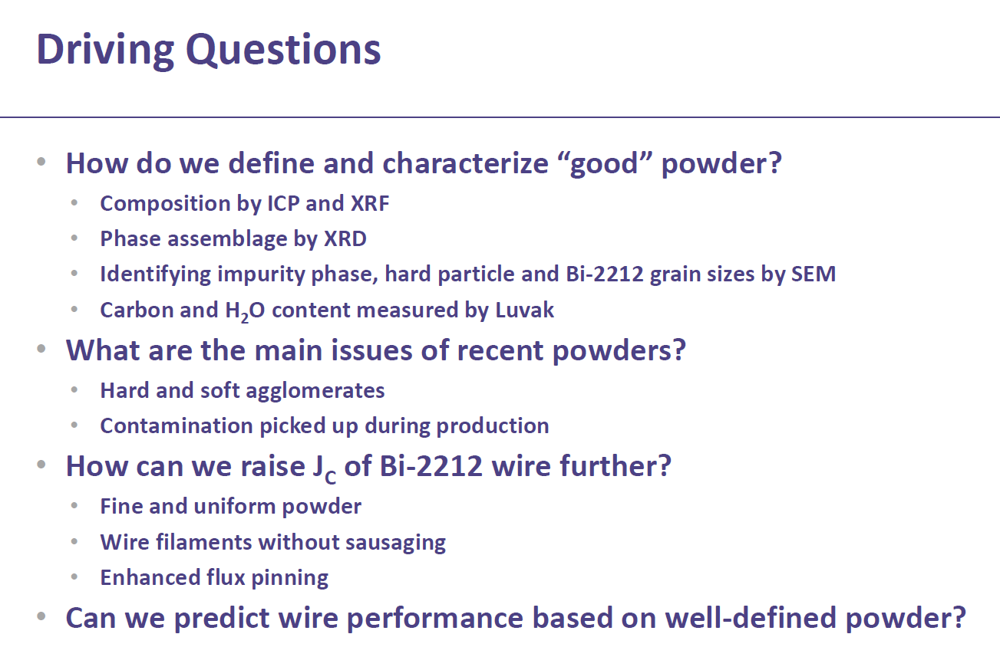 Driving Questions
• How do we define and characterize “good” powder?
• Composition by ICP and XRF
• Phase assemblage by XRD
• Identifying impurity phase, hard particle and Bi-2212 grain sizes by SEM
• Carbon and H₂O content measured by Luvak
• What are the main issues of recent powders?
• Hard and soft agglomerates
• Contamination picked up during production
• How can we raise J_C of Bi-2212 wire further?
• Fine and uniform powder
• Wire filaments without sausaging
• Enhanced flux pinning
• Can we predict wire performance based on well-defined powder?